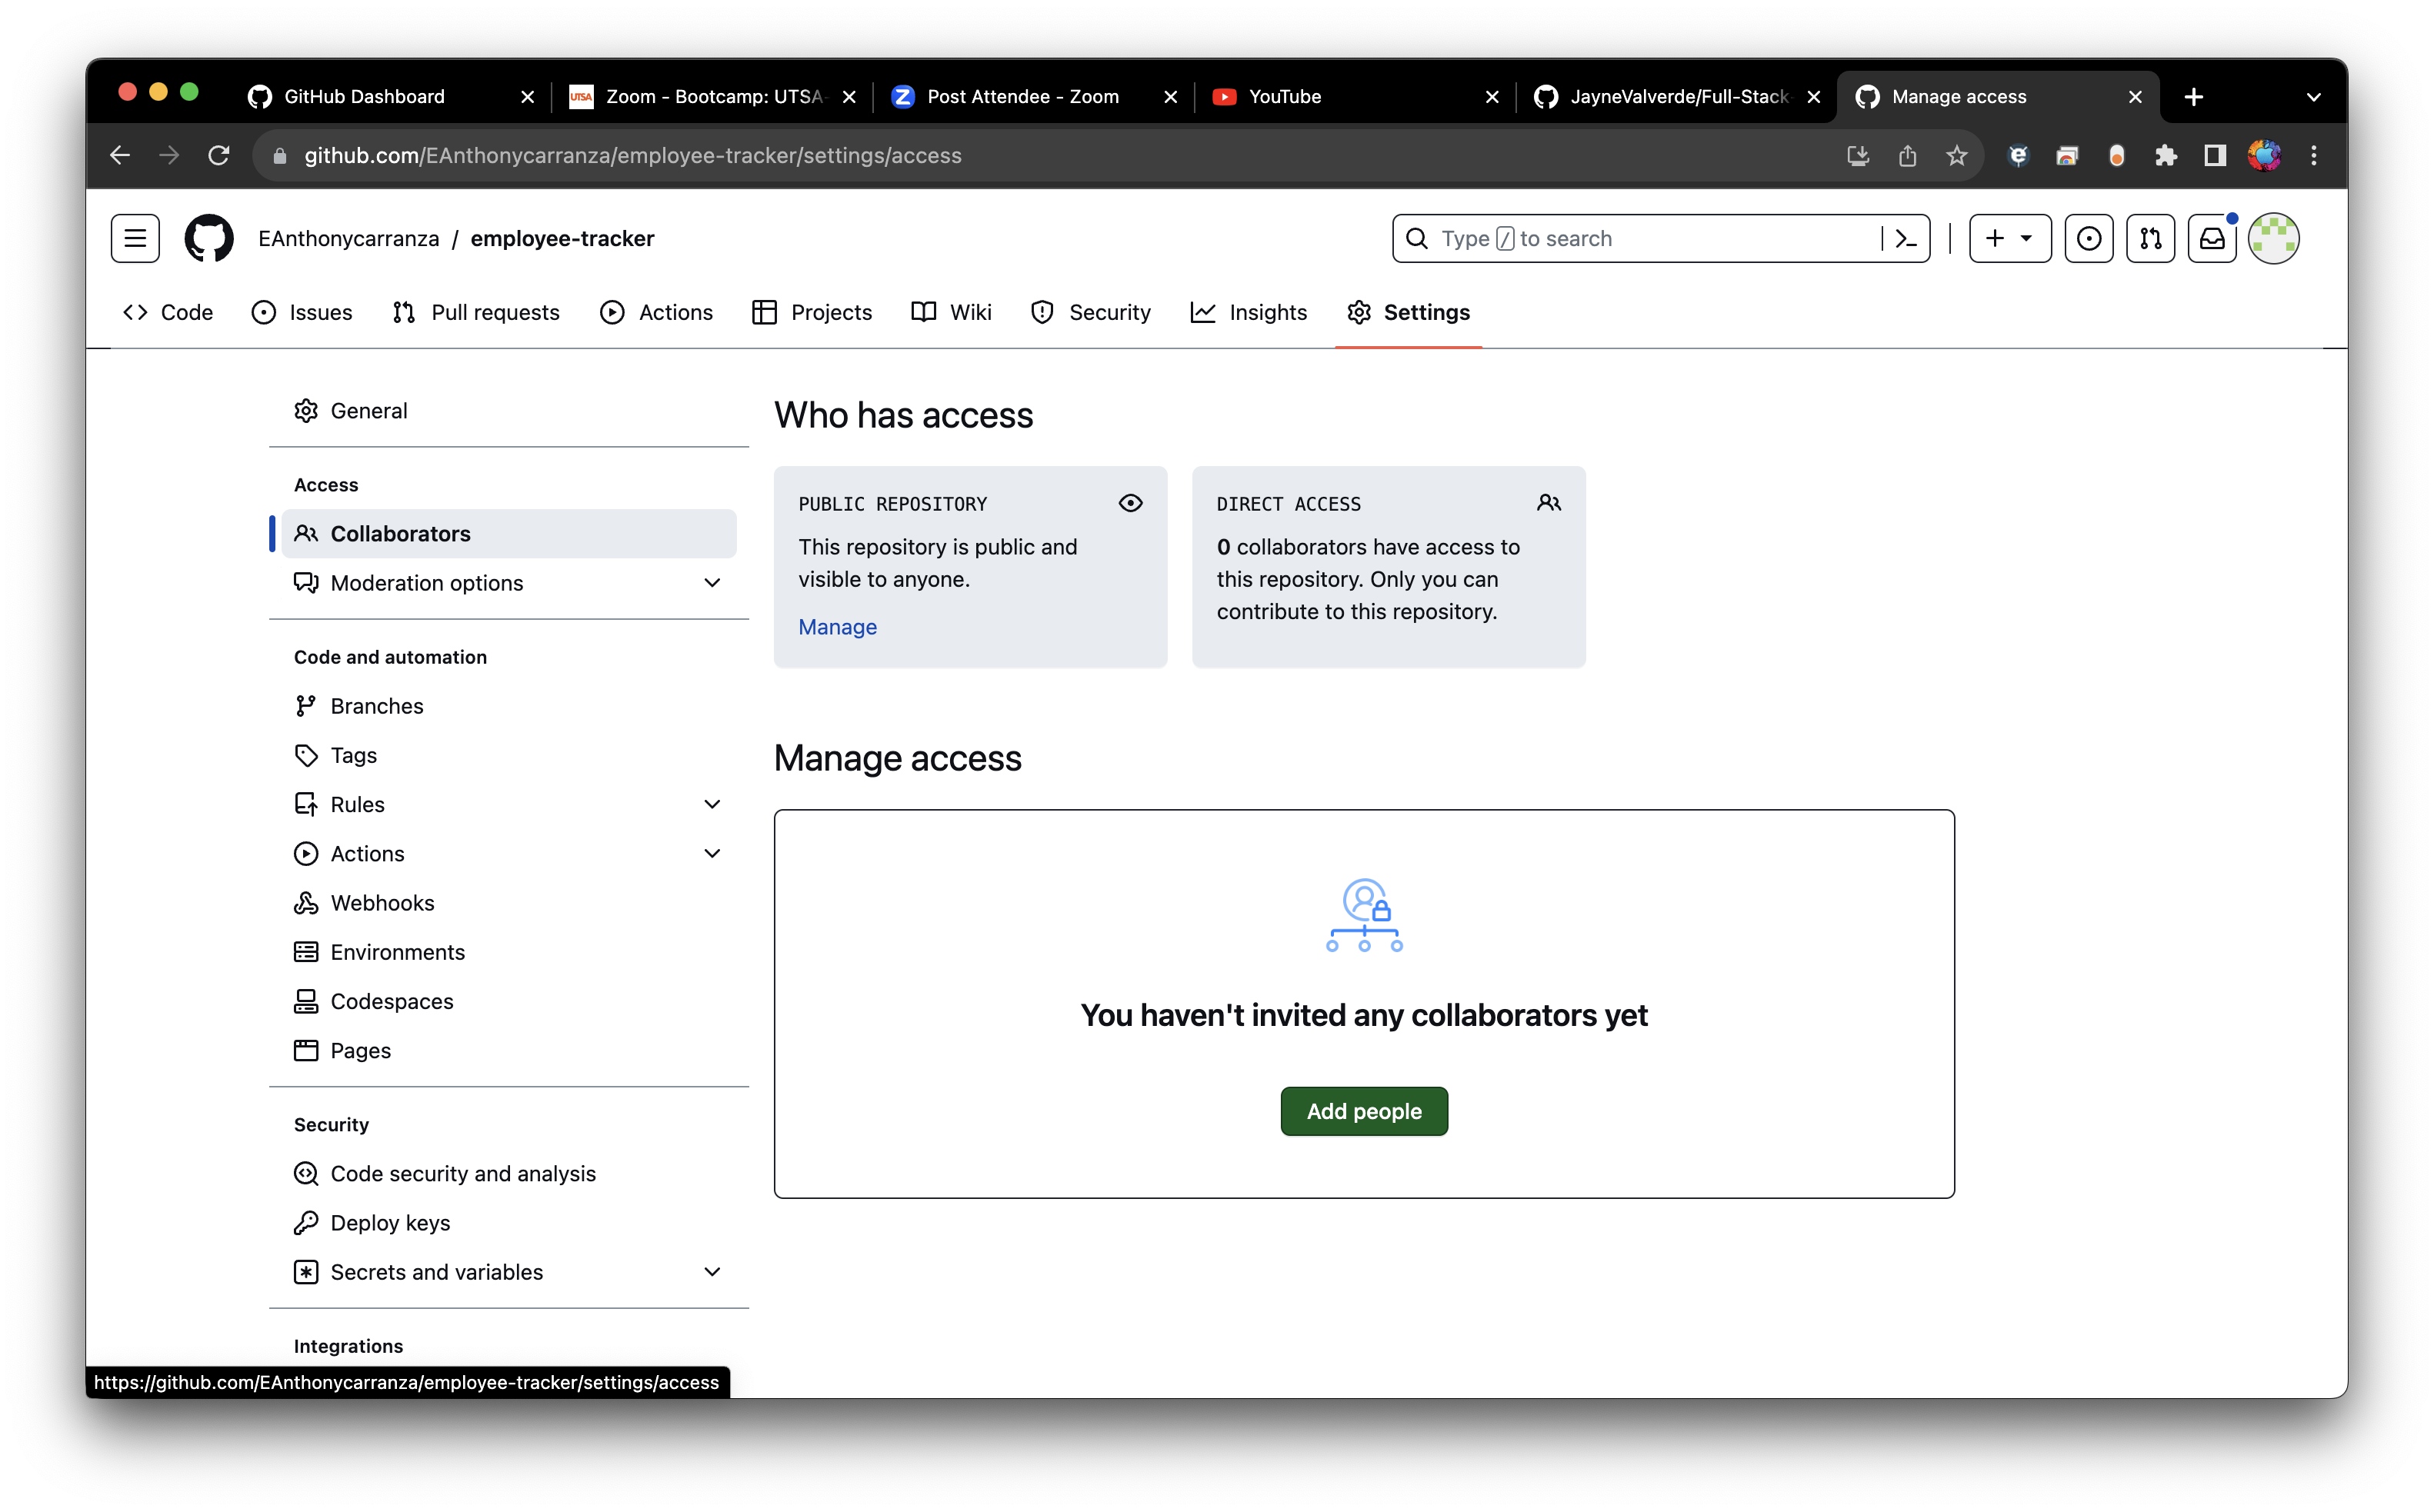 GitHub Dashboard
UTSA
Zoom - Bootcamp: UTSA-
Z
Post Attendee - Zoom
YouTube
JayneValverde/Full-Stack-
Manage access
github.com/EAnthonycarranza/employee-tracker/settings/access
EAnthonycarranza / employee-tracker
Type / to search
Code
Issues
Pull requests
Actions
Projects
Wiki
Security
Insights
Settings
General
Access
Collaborators
Moderation options
Code and automation
Branches
Tags
Rules
Actions
Webhooks
Environments
Codespaces
Pages
Security
Code security and analysis
Deploy keys
Secrets and variables
Integrations
Who has access
PUBLIC REPOSITORY
This repository is public and
visible to anyone.
Manage
DIRECT ACCESS
0 collaborators have access to
this repository. Only you can
contribute to this repository.
Manage access
You haven't invited any collaborators yet
Add people
https://github.com/EAnthonycarranza/employee-tracker/settings/access